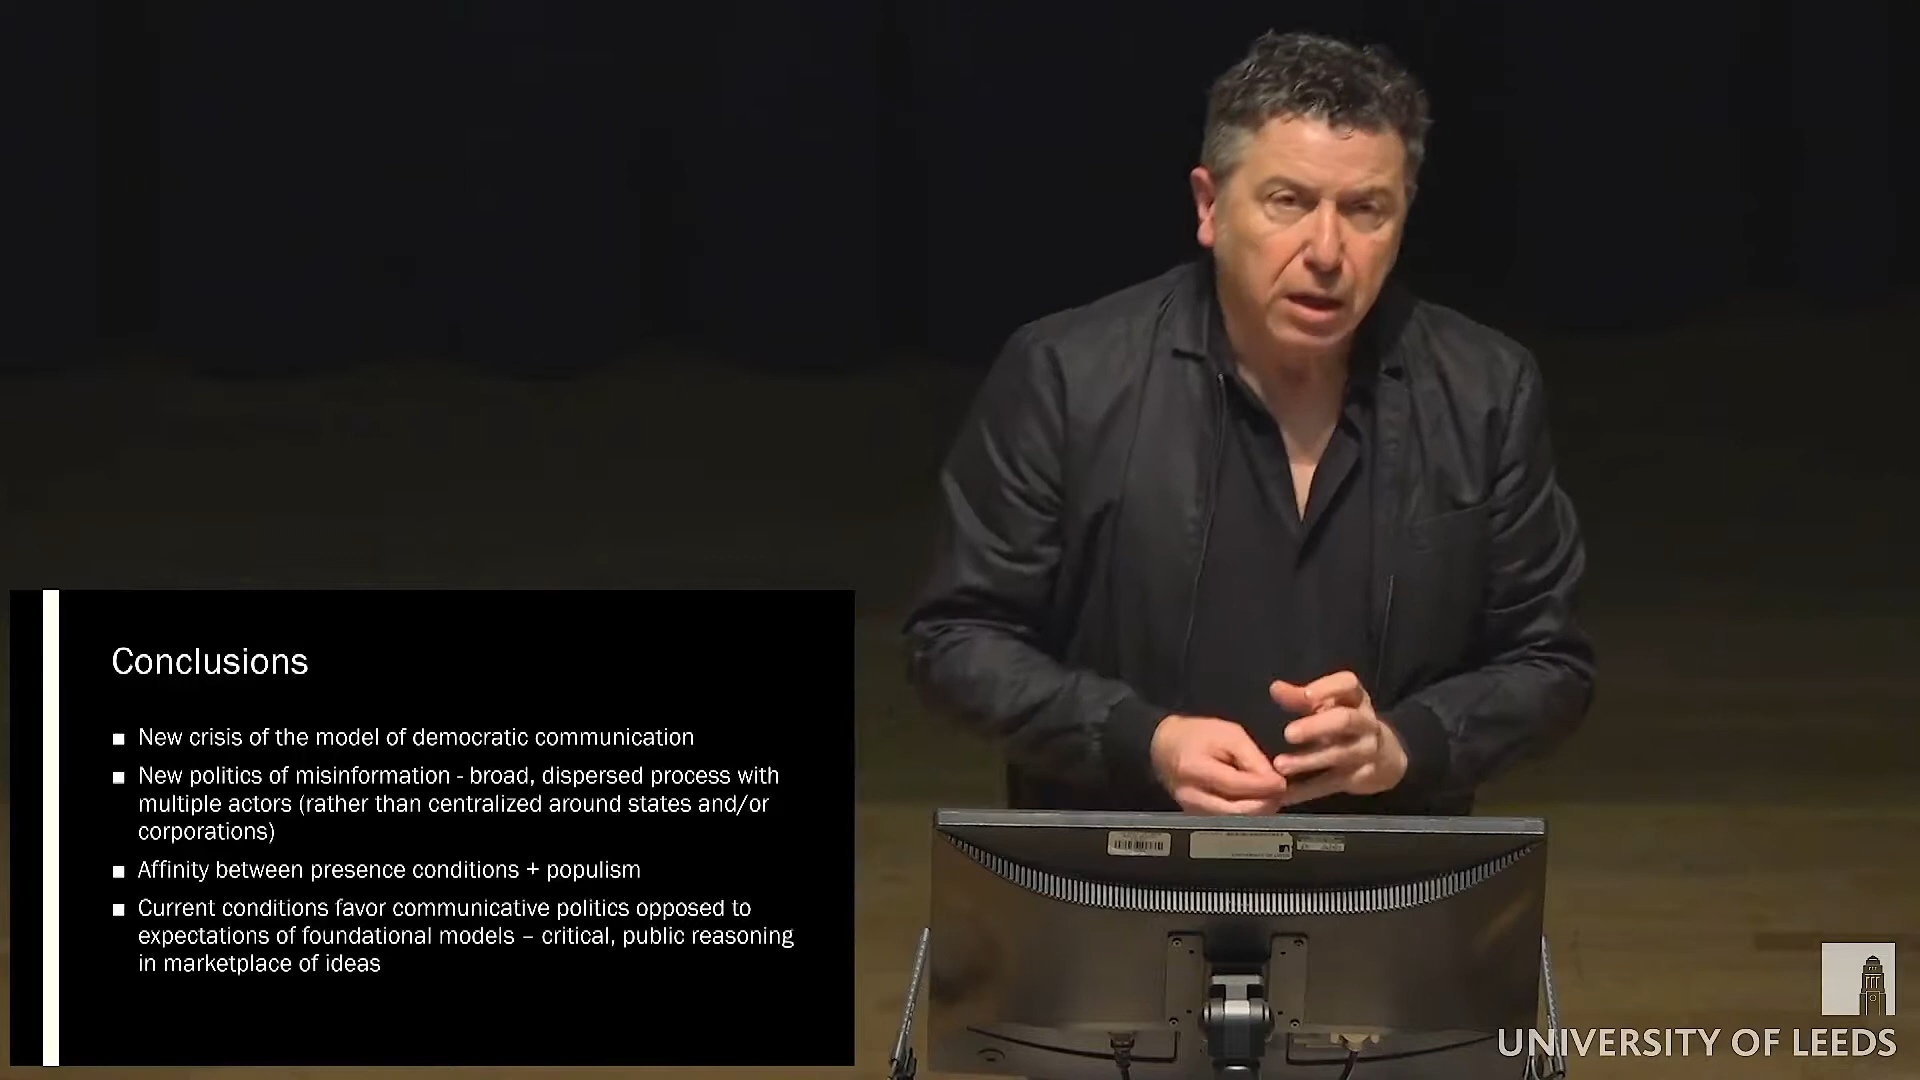 Conclusions
■ New crisis of the model of democratic communication
■ New politics of misinformation - broad, dispersed process with
multiple actors (rather than centralized around states and/or
corporations)
■ Affinity between presence conditions + populism
■ Current conditions favor communicative politics opposed to
expectations of foundational models – critical, public reasoning
in marketplace of ideas
UNIVERSITY OF LEEDS